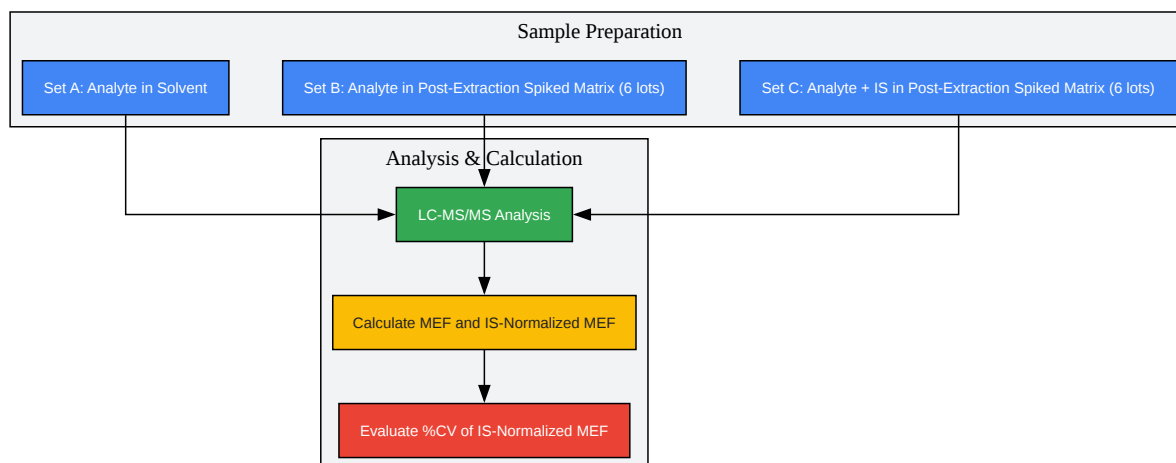 Sample Preparation
Set A: Analyte in Solvent
Set B: Analyte in Post-Extraction Spiked Matrix (6 lots)
Set C: Analyte + IS in Post-Extraction Spiked Matrix (6 lots)
Analysis & Calculation
LC-MS/MS Analysis
Calculate MEF and IS-Normalized MEF
Evaluate %CV of IS-Normalized MEF